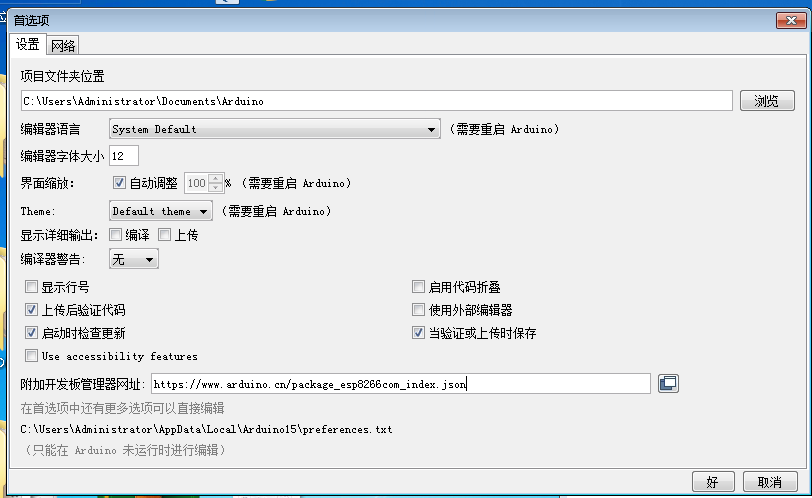 首选项
设置 网络
项目文件夹位置
C:\Users\Administrator\Documents\Arduino 浏览
编辑器语言 System Default (需要重启 Arduino)
编辑器字体大小 12
界面缩放: 自动调整 100 % (需要重启 Arduino)
Theme: Default theme (需要重启 Arduino)
显示详细输出: 编译 上传
编译器警告: 无
显示行号 启用代码折叠
上传后验证代码 使用外部编辑器
启动时检查更新 当验证或上传时保存
Use accessibility features
附加开发板管理器网址: https://www.arduino.cn/package_esp8266com_index.json
在首选项中还有更多选项可以直接编辑
C:\Users\Administrator\AppData\Local\Arduino15\preferences.txt
(只能在 Arduino 未运行时进行编辑)
好 取消